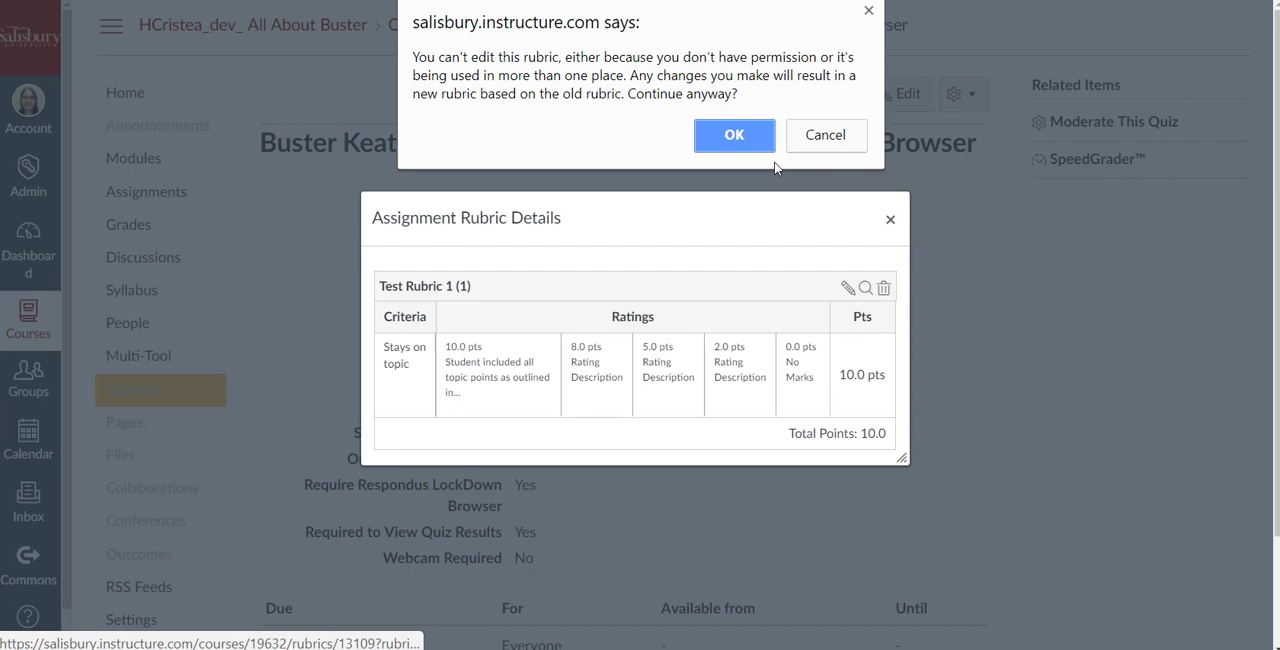 salisbury.instructure.com says:
You can't edit this rubric, either because you don't have permission or it's
being used in more than one place. Any changes you make will result in a
new rubric based on the old rubric. Continue anyway?
OK
Cancel
Salisbury
HCristea_dev_ All About Buster
Account
Admin
Dashboar
d
Courses
Groups
Calendar
Inbox
Commons
Home
Announcements
Modules
Assignments
Grades
Discussions
Syllabus
People
Multi-Tool
Pages
Files
Collaborations
Conferences
Outcomes
RSS Feeds
Settings
Edit
Buster Keat
Browser
Related Items
Moderate This Quiz
SpeedGrader™
Assignment Rubric Details
Test Rubric 1 (1)
Criteria
Ratings
Pts
Stays on
topic
10.0 pts
Student included all
topic points as outlined
in...
8.0 pts
Rating
Description
5.0 pts
Rating
Description
2.0 pts
Rating
Description
0.0 pts
No
Marks
10.0 pts
Total Points: 10.0
Require Respondus LockDown
Browser
Yes
Required to View Quiz Results Yes
Webcam Required No
Due
For
Available from
Until
Everyone
https://salisbury.instructure.com/courses/19632/rubrics/13109?rubri...